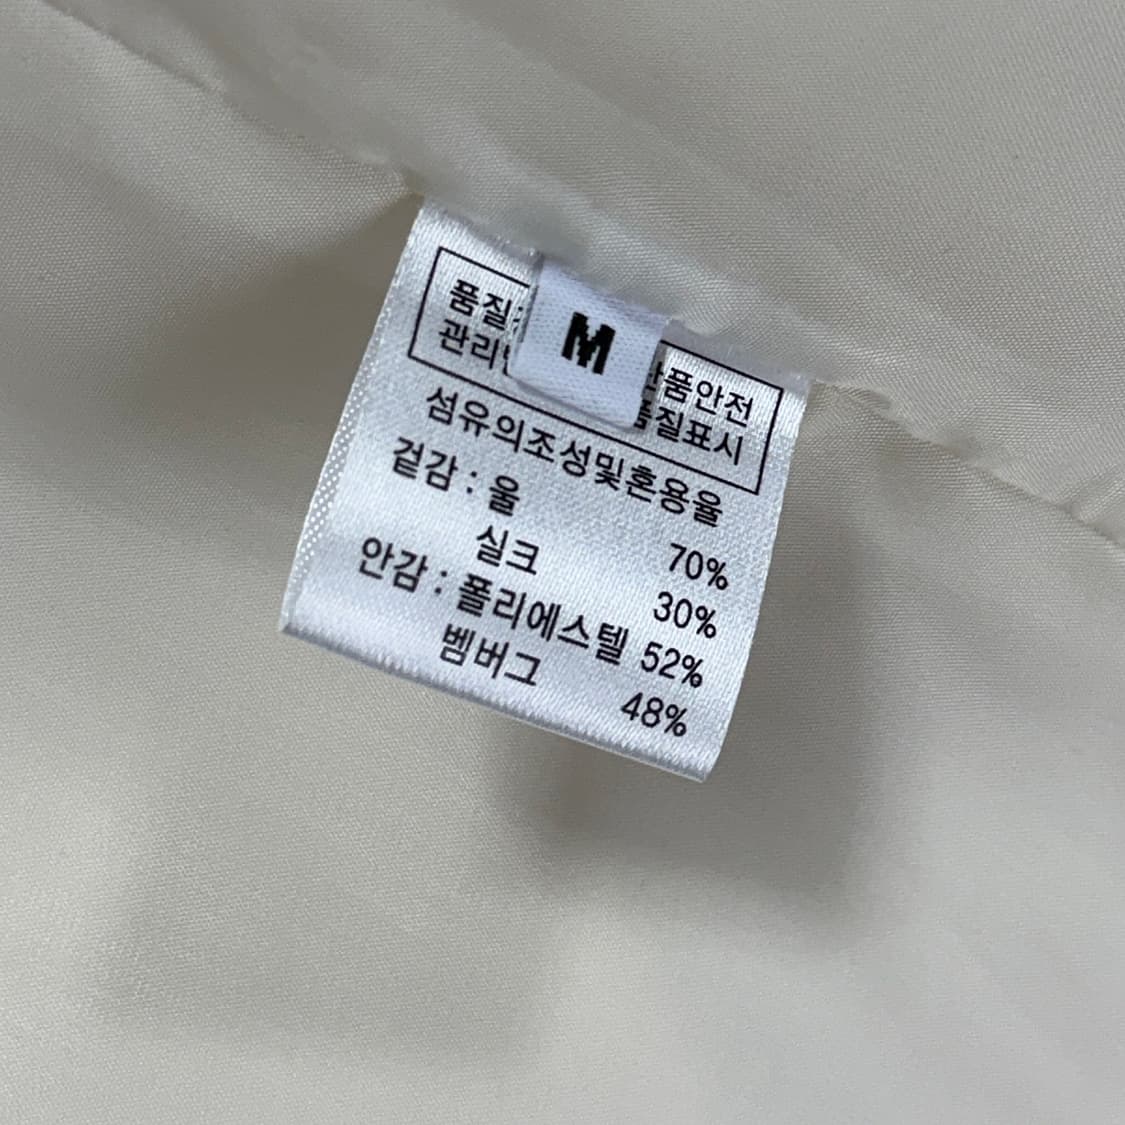 M
품질
관리
품안전
품질표시
섬유의조성및혼용율
겉감 : 울 70%
실크 30%
안감 : 폴리에스텔 52%
벰버그 48%